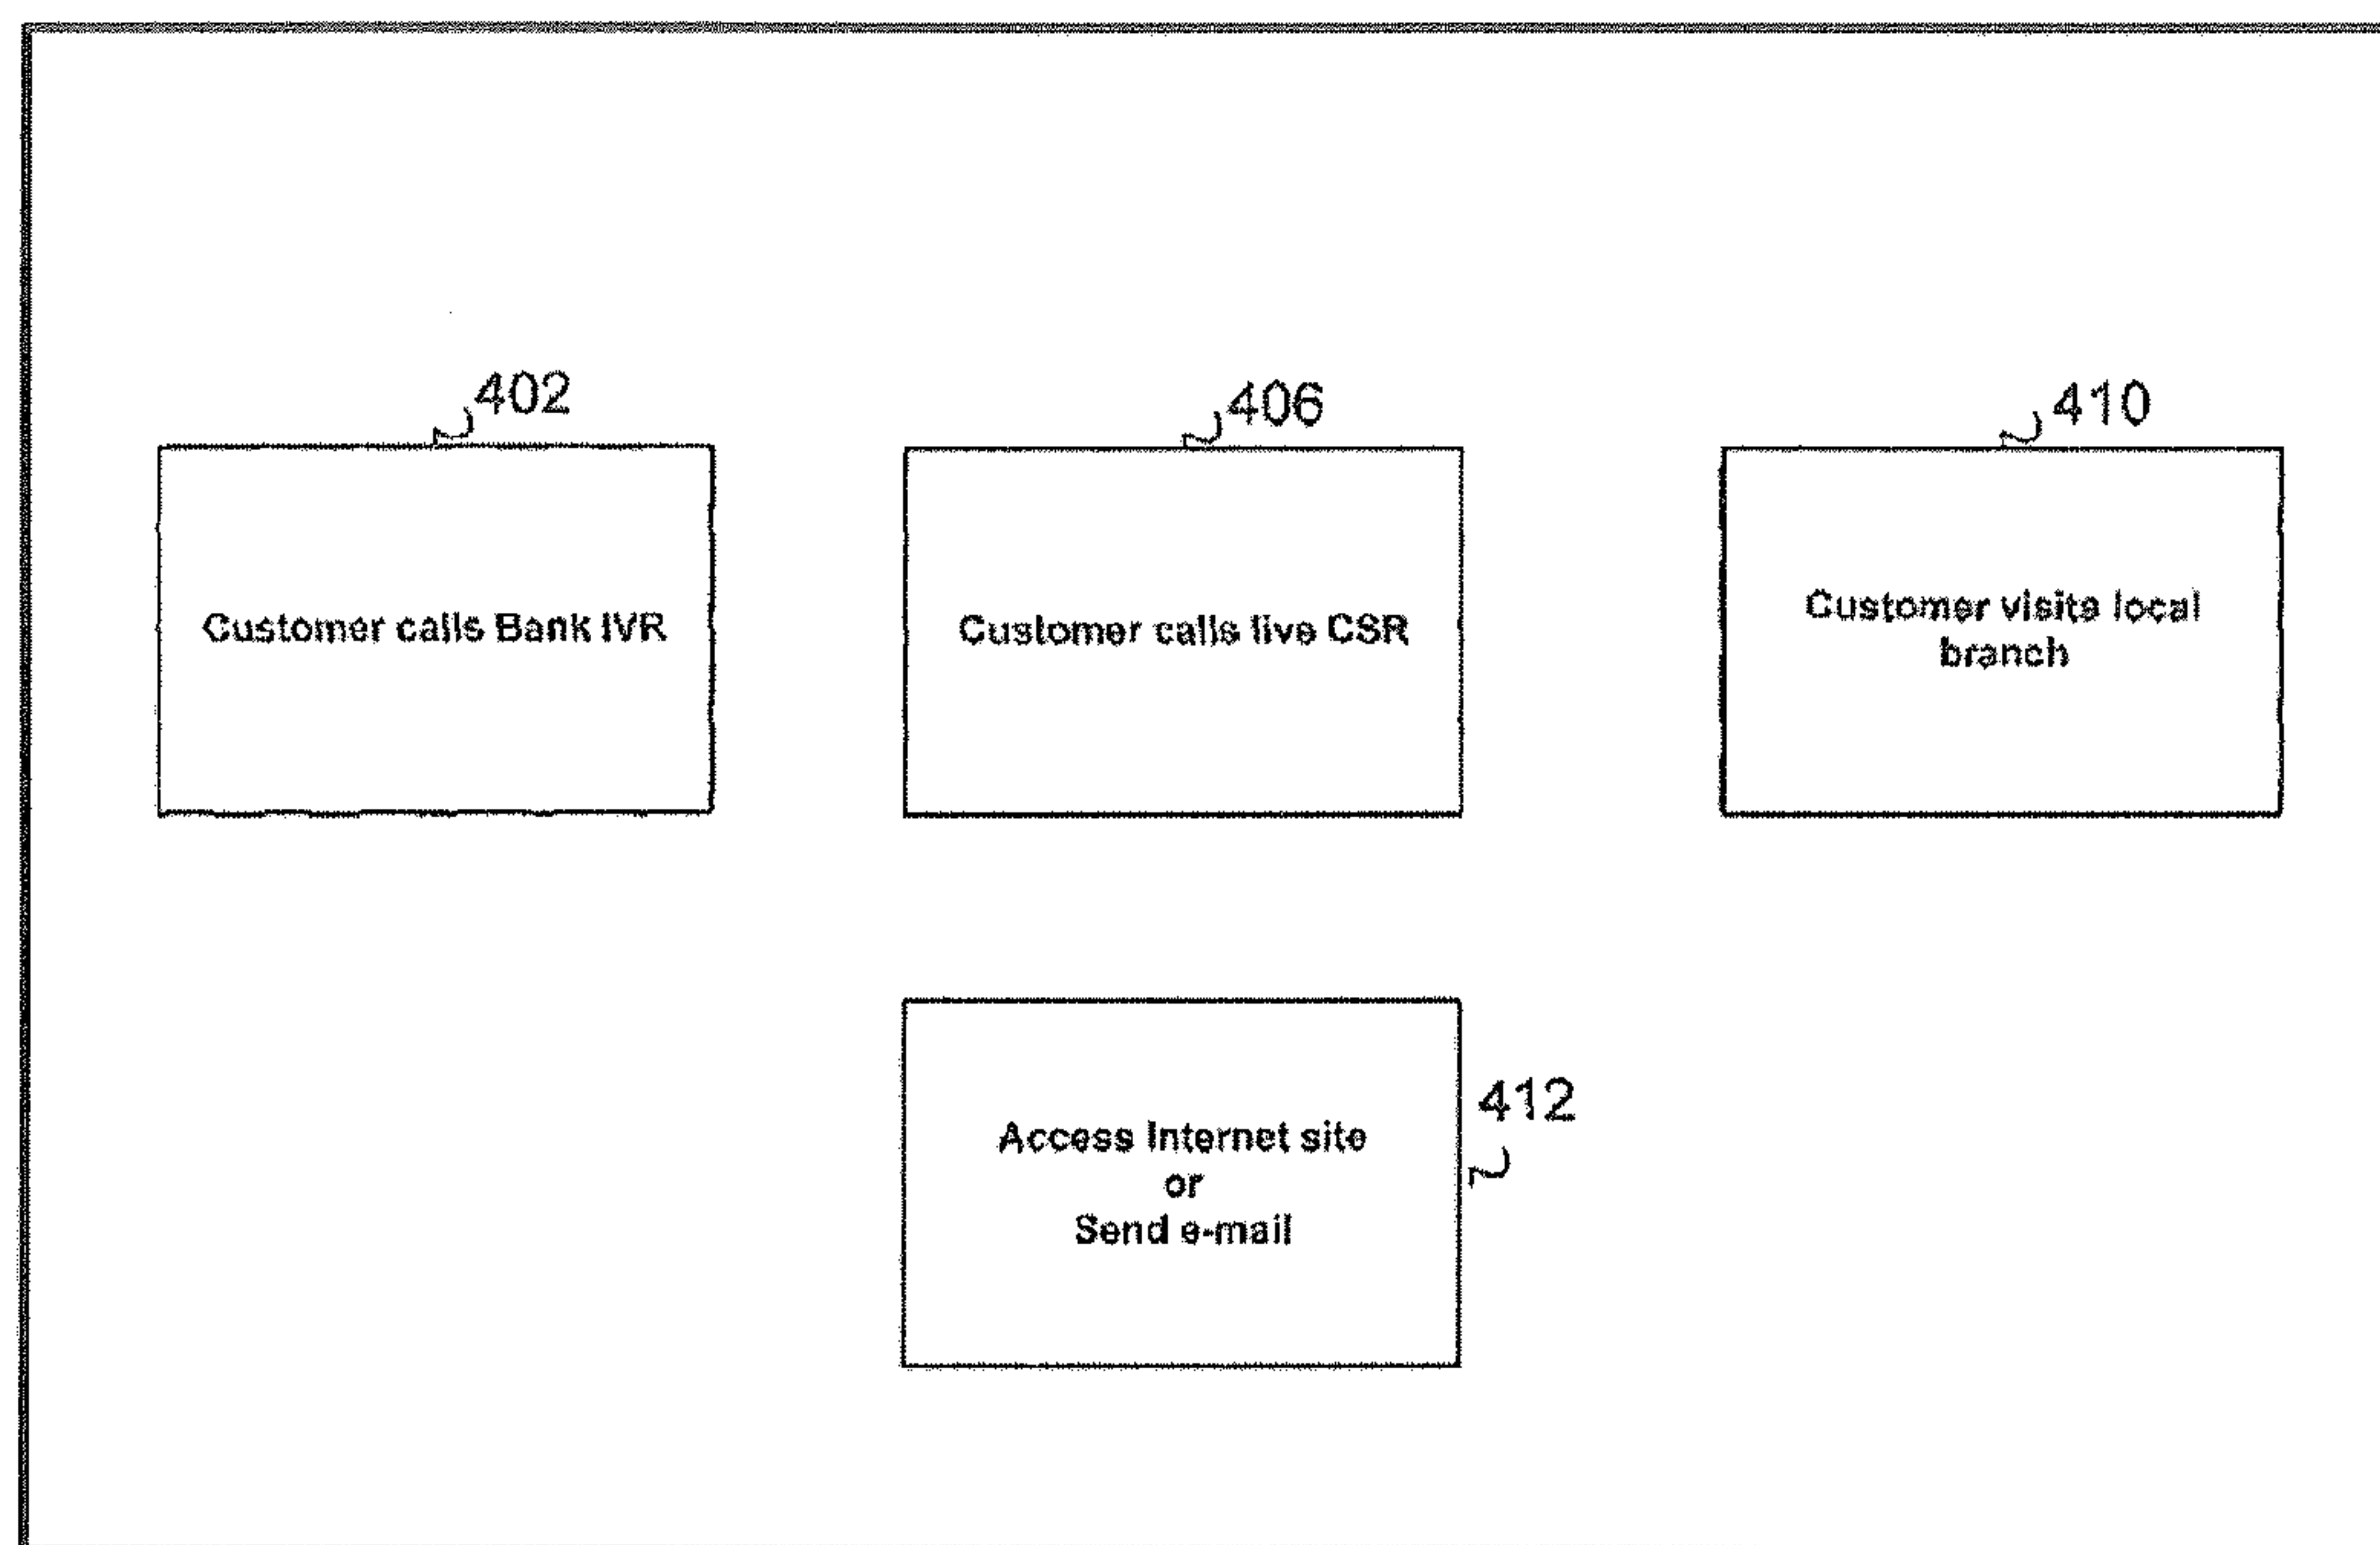 402
Customer calls Bank IVR
406
Customer calls live CSR
410
Customer visits local
branch
412
Access Internet site
or
Send e-mail